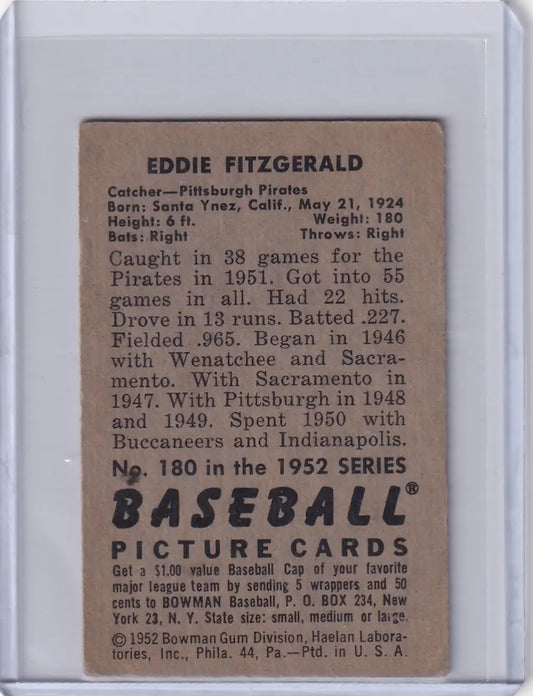 EDDIE FITZGERALD
Catcher—Pittsburgh Pirates
Born: Santa Ynez, Calif., May 21, 1924
Height: 6 ft. Weight: 180
Bats: Right Throws: Right
Caught in 38 games for the
Pirates in 1951. Got into 55
games in all. Had 22 hits.
Drove in 13 runs. Batted .227.
Fielded .965. Began in 1946
with Wenatchee and Sacra-
mento. With Sacramento in
1947. With Pittsburgh in 1948
and 1949. Spent 1950 with
Buccaneers and Indianapolis.
No. 180 in the 1952 SERIES
BASEBALL®
PICTURE CARDS
Get a $1.00 value Baseball Cap of your favorite
major league team by sending 5 wrappers and 50
cents to BOWMAN Baseball, P. O. BOX 234, New
York 23, N. Y. State size: small, medium or large.
©1952 Bowman Gum Division, Haelan Labora-
tories, Inc., Phila. 44, Pa.—Ptd. in U. S. A.